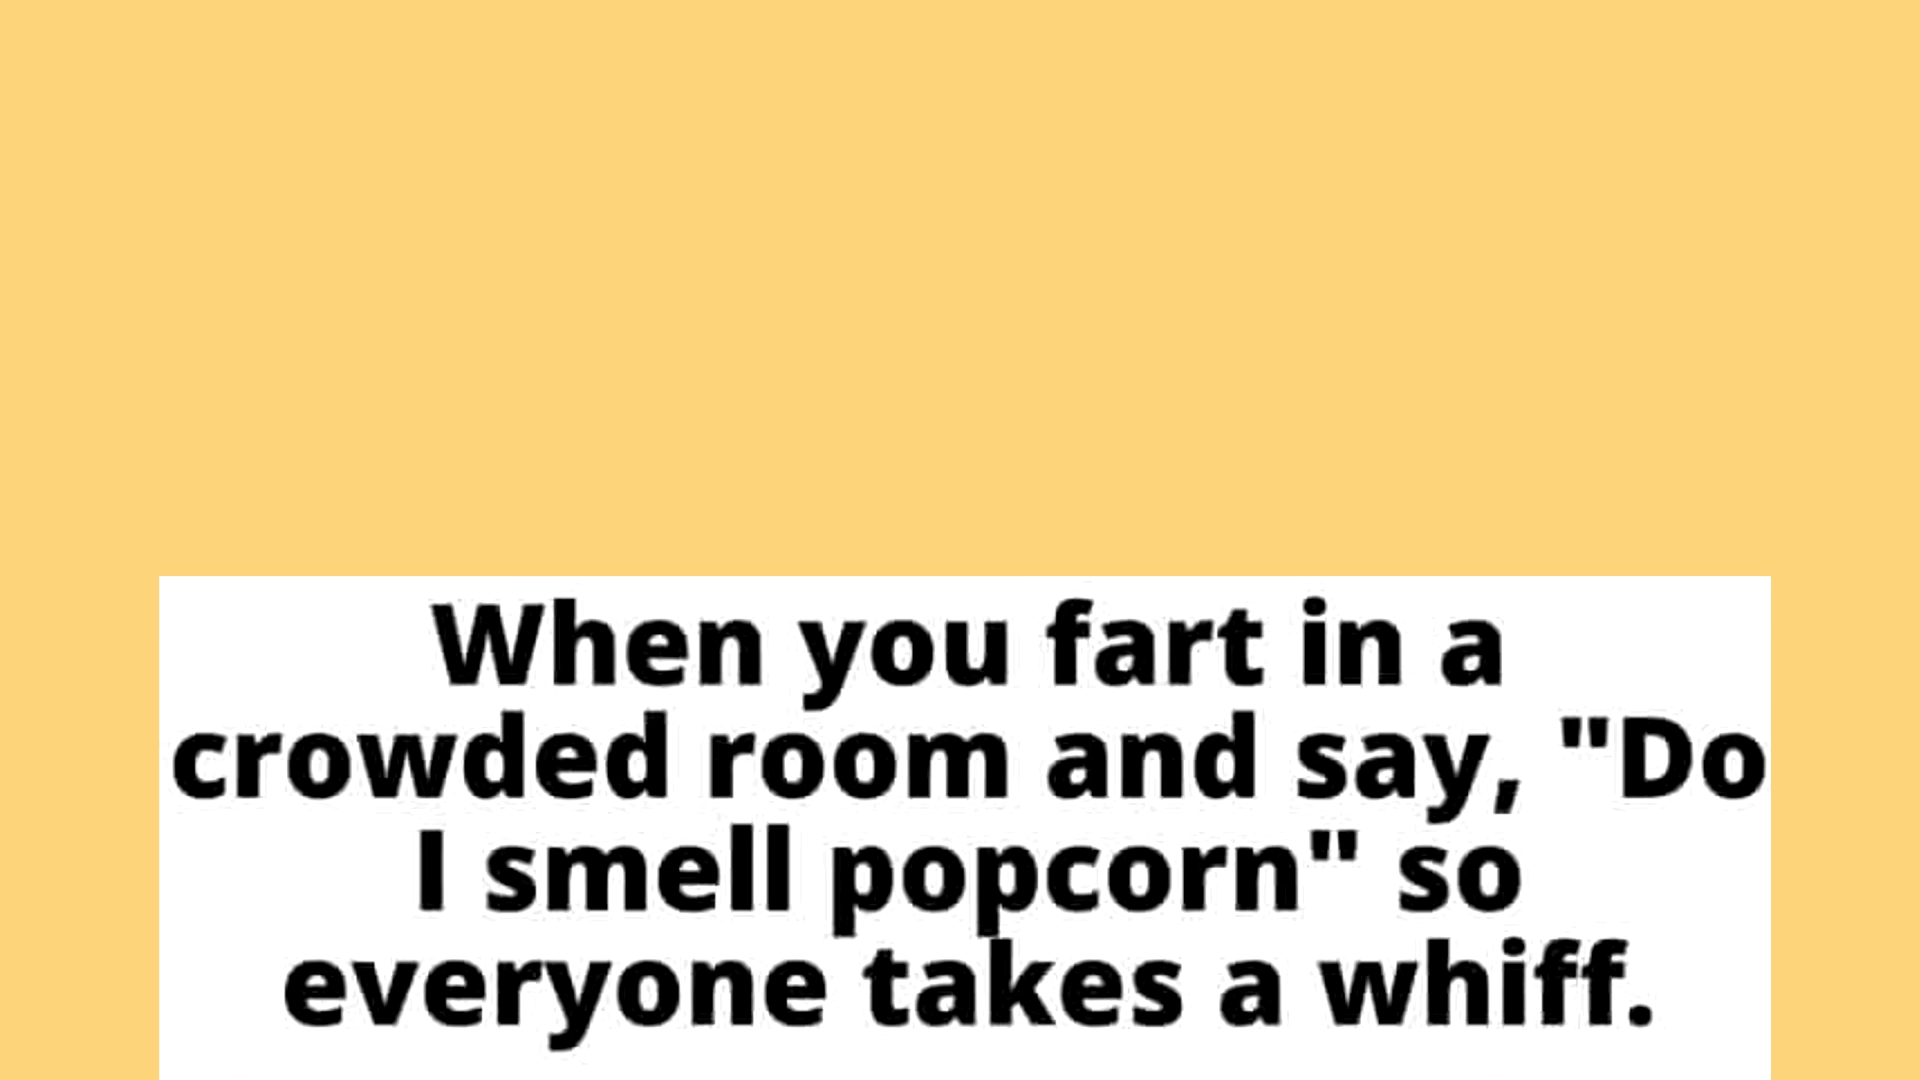 When you fart in a
crowded room and say, "Do
I smell popcorn" so
everyone takes a whiff.